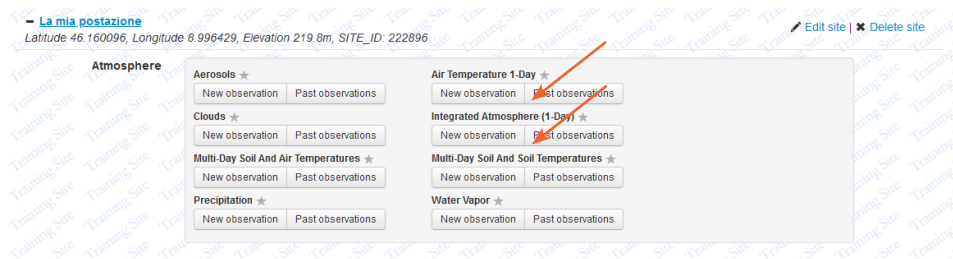 − La mia postazione
Edit site | ✖ Delete site
Latitude 46.160096, Longitude 8.996429, Elevation 219.8m, SITE_ID: 222896
Atmosphere
Aerosols ★
Air Temperature 1-Day ★
New observation Past observations
New observation Past observations
Clouds ★
Integrated Atmosphere (1-Day) ★
New observation Past observations
New observation Past observations
Multi-Day Soil And Air Temperatures ★
Multi-Day Soil And Soil Temperatures ★
New observation Past observations
New observation Past observations
Precipitation ★
Water Vapor ★
New observation Past observations
New observation Past observations
Training Site